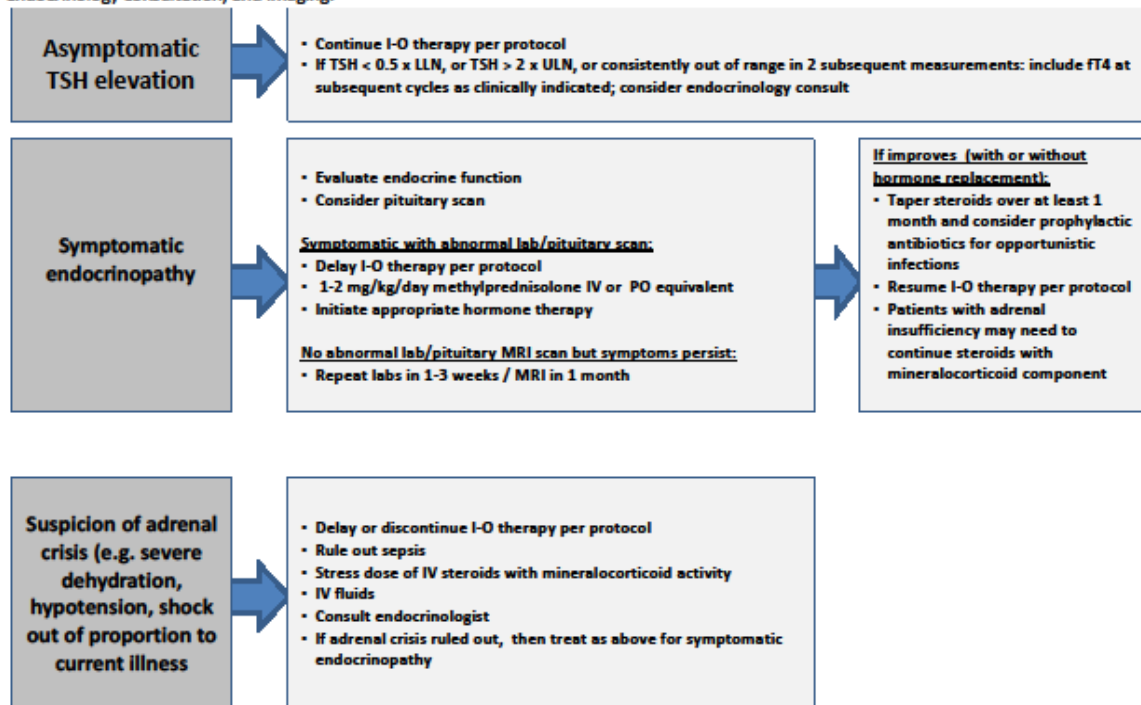 Asymptomatic
TSH elevation
▪ Continue I-O therapy per protocol
▪ If TSH < 0.5 x LLN, or TSH > 2 x ULN, or consistently out of range in 2 subsequent measurements: include fT4 at
subsequent cycles as clinically indicated; consider endocrinology consult
Symptomatic
endocrinopathy
▪ Evaluate endocrine function
▪ Consider pituitary scan
Symptomatic with abnormal lab/pituitary scan:
▪ Delay I-O therapy per protocol
▪ 1-2 mg/kg/day methylprednisolone IV or PO equivalent
▪ Initiate appropriate hormone therapy
No abnormal lab/pituitary MRI scan but symptoms persist:
▪ Repeat labs in 1-3 weeks / MRI in 1 month
If improves (with or without
hormone replacement):
▪ Taper steroids over at least 1
month and consider prophylactic
antibiotics for opportunistic
infections
▪ Resume I-O therapy per protocol
▪ Patients with adrenal
insufficiency may need to
continue steroids with
mineralocorticoid component
Suspicion of adrenal
crisis (e.g. severe
dehydration,
hypotension, shock
out of proportion to
current illness
▪ Delay or discontinue I-O therapy per protocol
▪ Rule out sepsis
▪ Stress dose of IV steroids with mineralocorticoid activity
▪ IV fluids
▪ Consult endocrinologist
▪ If adrenal crisis ruled out, then treat as above for symptomatic
endocrinopathy